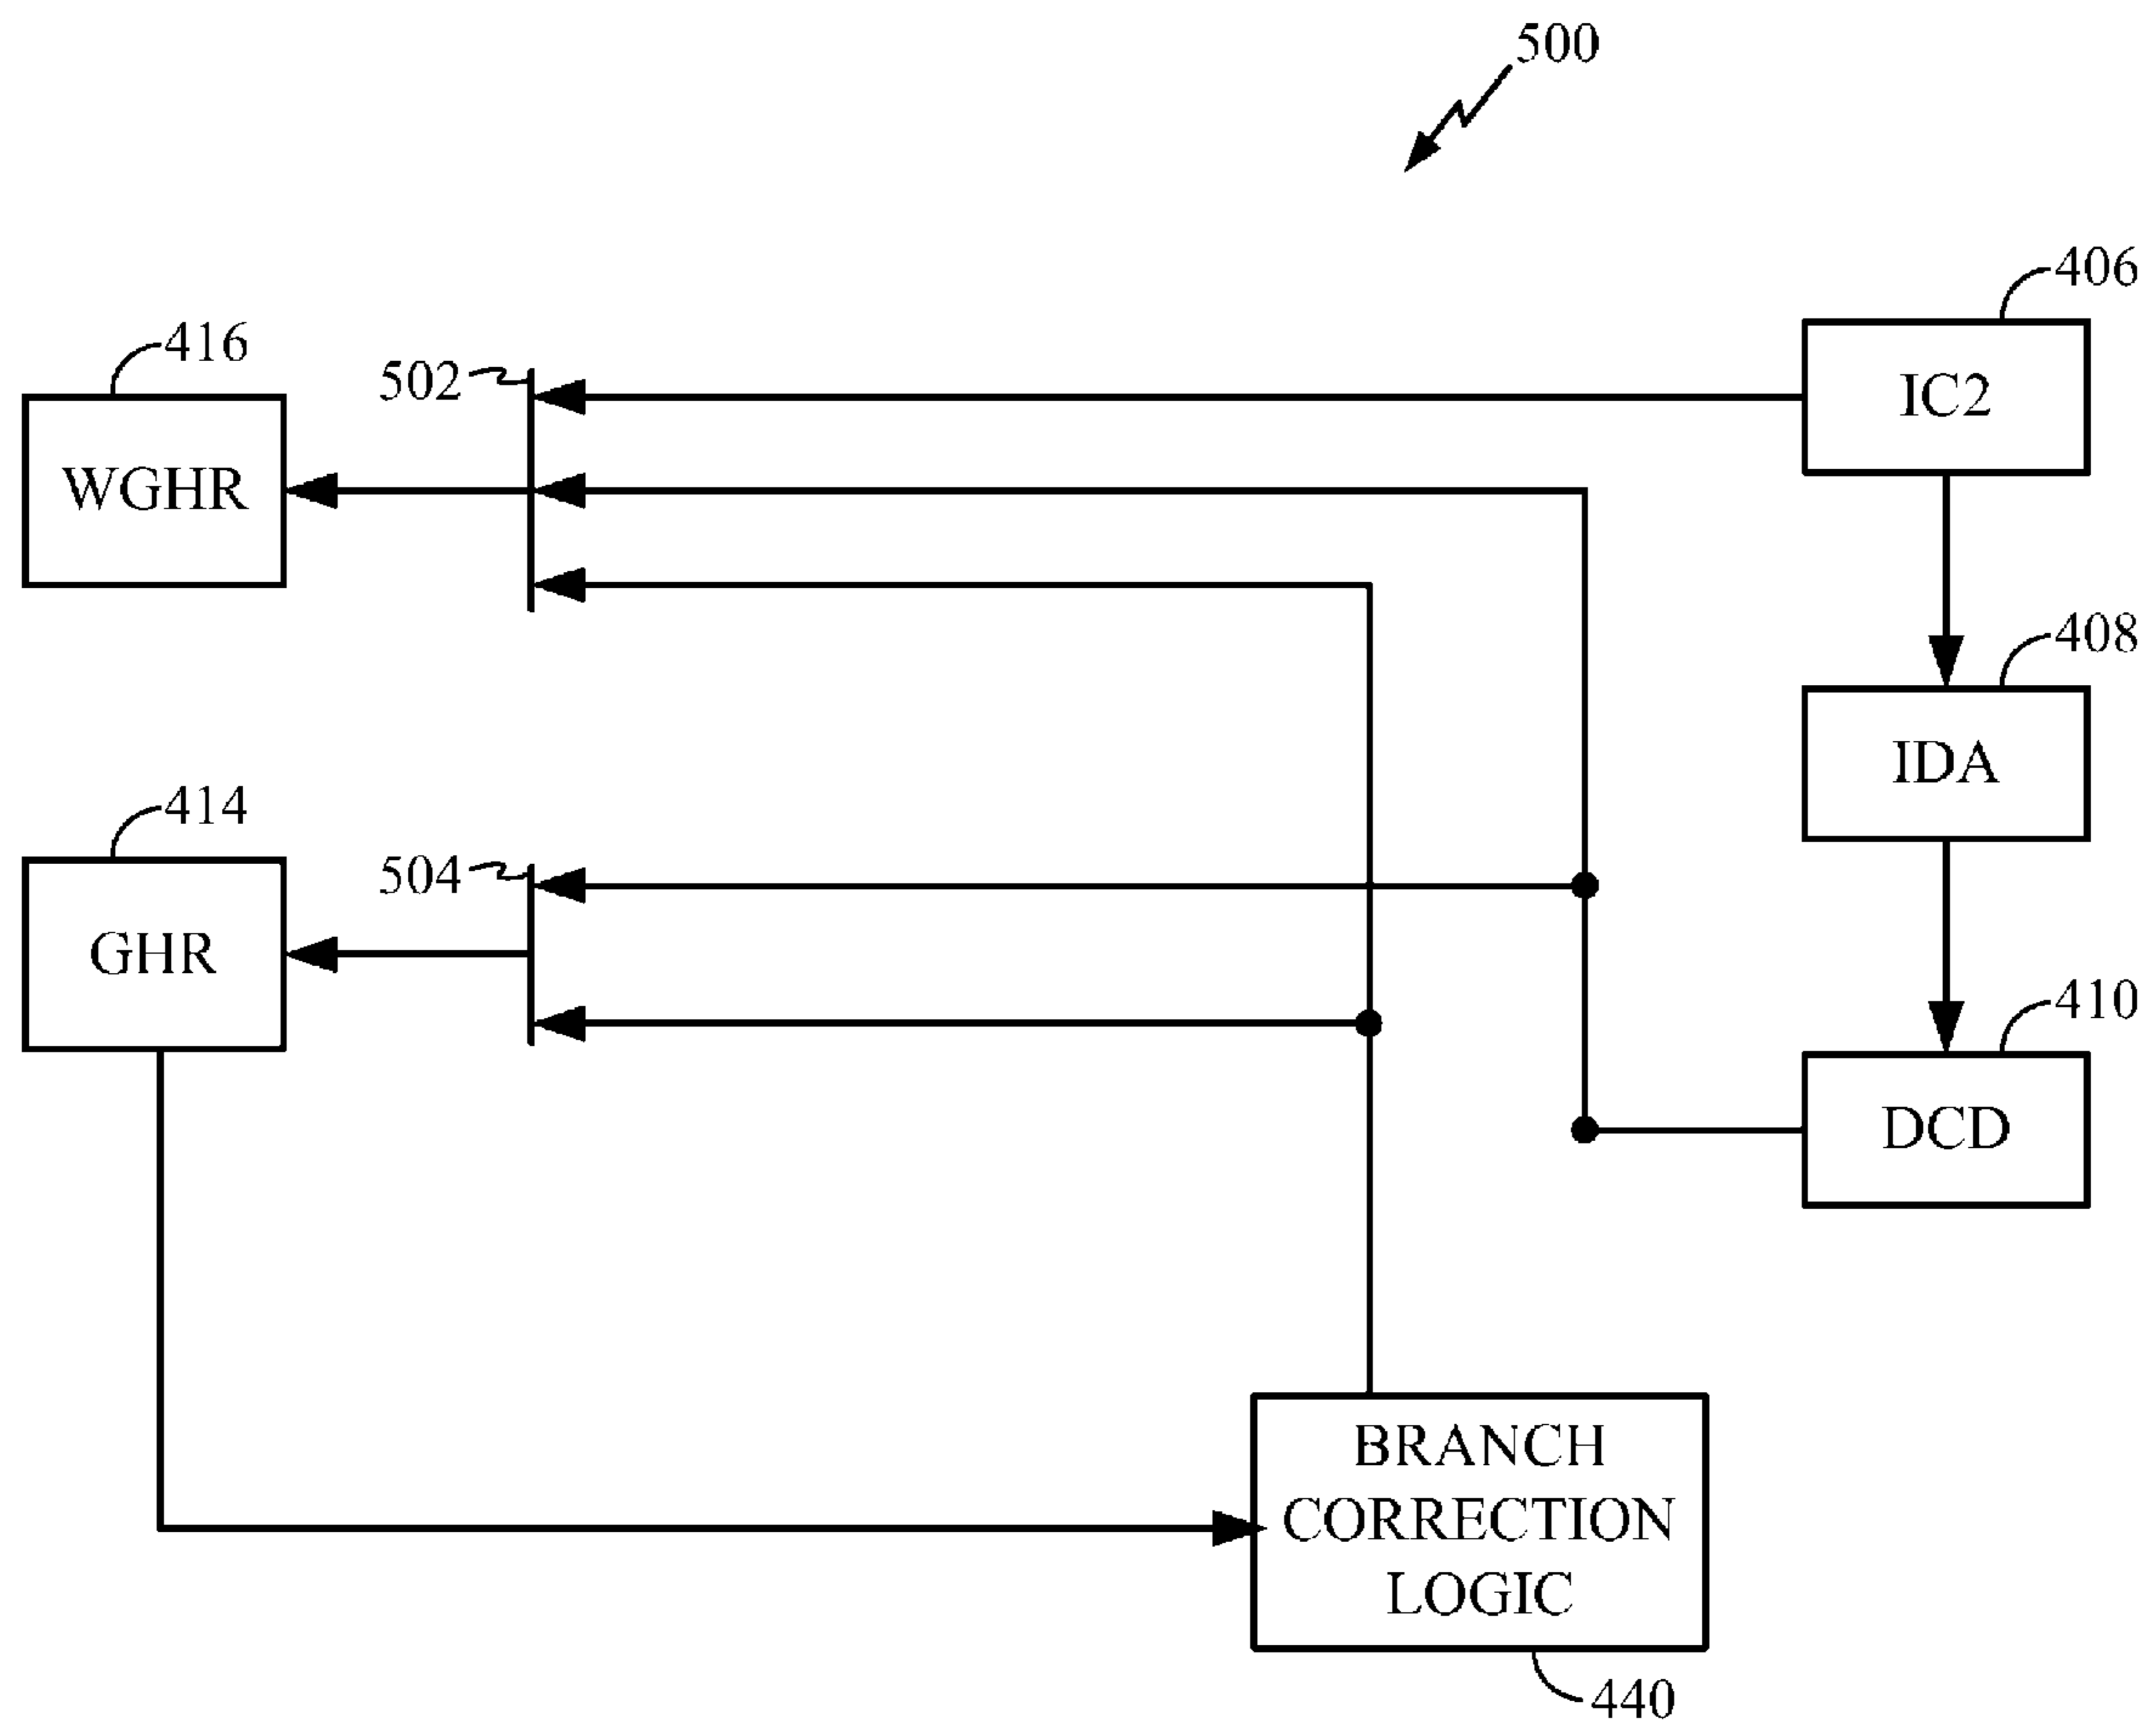 500
406
IC2
416
502
WGHR
408
IDA
414
504
GHR
410
DCD
BRANCH
CORRECTION
LOGIC
440